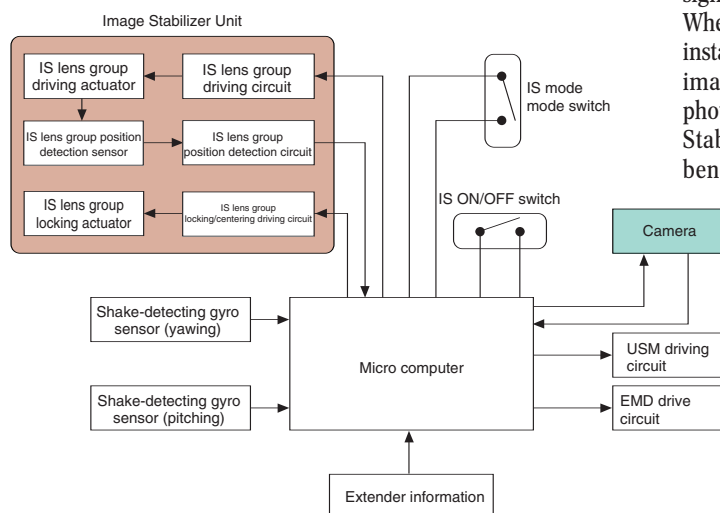 Image Stabilizer Unit
IS lens group
driving actuator
IS lens group
driving circuit
IS lens group position
detection sensor
IS lens group
position detection circuit
IS lens group
locking actuator
IS lens group
locking/centering driving circuit
IS mode
mode switch
IS ON/OFF switch
Camera
Shake-detecting gyro
sensor (yawing)
Micro computer
USM driving
circuit
Shake-detecting gyro
sensor (pitching)
EMD drive
circuit
Extender information
sign
Whe
insta
ima
phot
Stab
ben